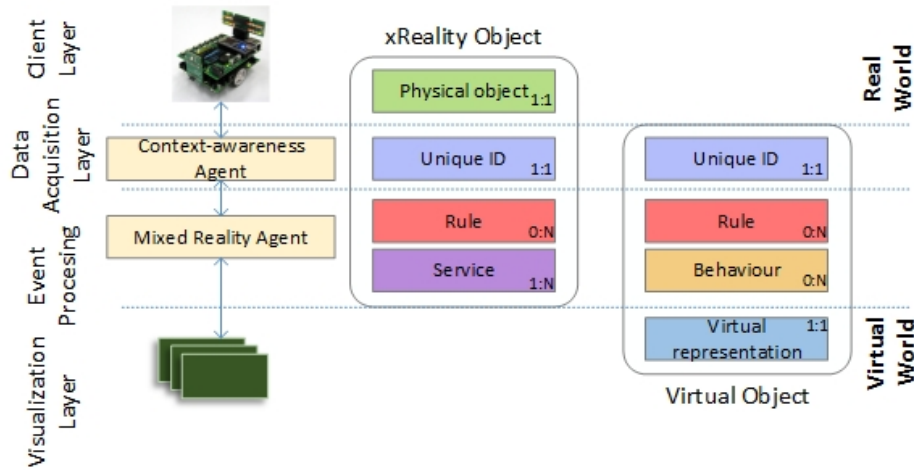 Client
Layer
Data
Acquisition
Layer
Event
Procesing
Visualization
Layer
Context-awareness
Agent
Mixed Reality Agent
xReality Object
Physical object
1:1
Unique ID
1:1
Rule
0:N
Service
1:N
Unique ID
1:1
Rule
0:N
Behaviour
0:N
Virtual
representation
1:1
Virtual Object
Real
World
Virtual
World